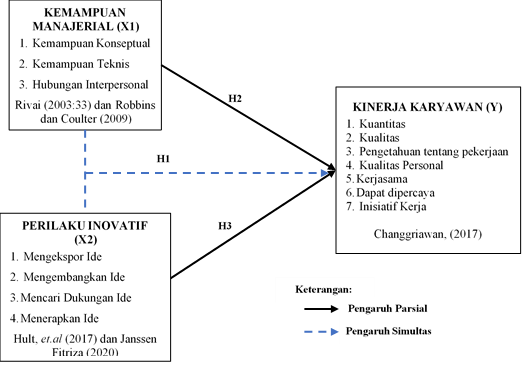 KEMAMPUAN
MANAJERIAL (X1)
1. Kemampuan Konseptual
2. Kemampuan Teknis
3. Hubungan Interpersonal
Rivai (2003:33) dan Robbins
dan Coulter (2009)
H2
H1
H3
KINERJA KARYAWAN (Y)
1. Kuantitas
2. Kualitas
3. Pengetahuan tentang pekerjaan
4. Kualitas Personal
5. Kerjasama
6. Dapat dipercaya
7. Inisiatif Kerja
Changgriawan, (2017)
PERILAKU INOVATIF
(X2)
1. Mengekspor Ide
2. Mengembangkan Ide
3. Mencari Dukungan Ide
4. Menerapkan Ide
Hult, et.al (2017) dan Janssen
Fitriza (2020)
Keterangan:
Pengaruh Parsial
Pengaruh Simultas